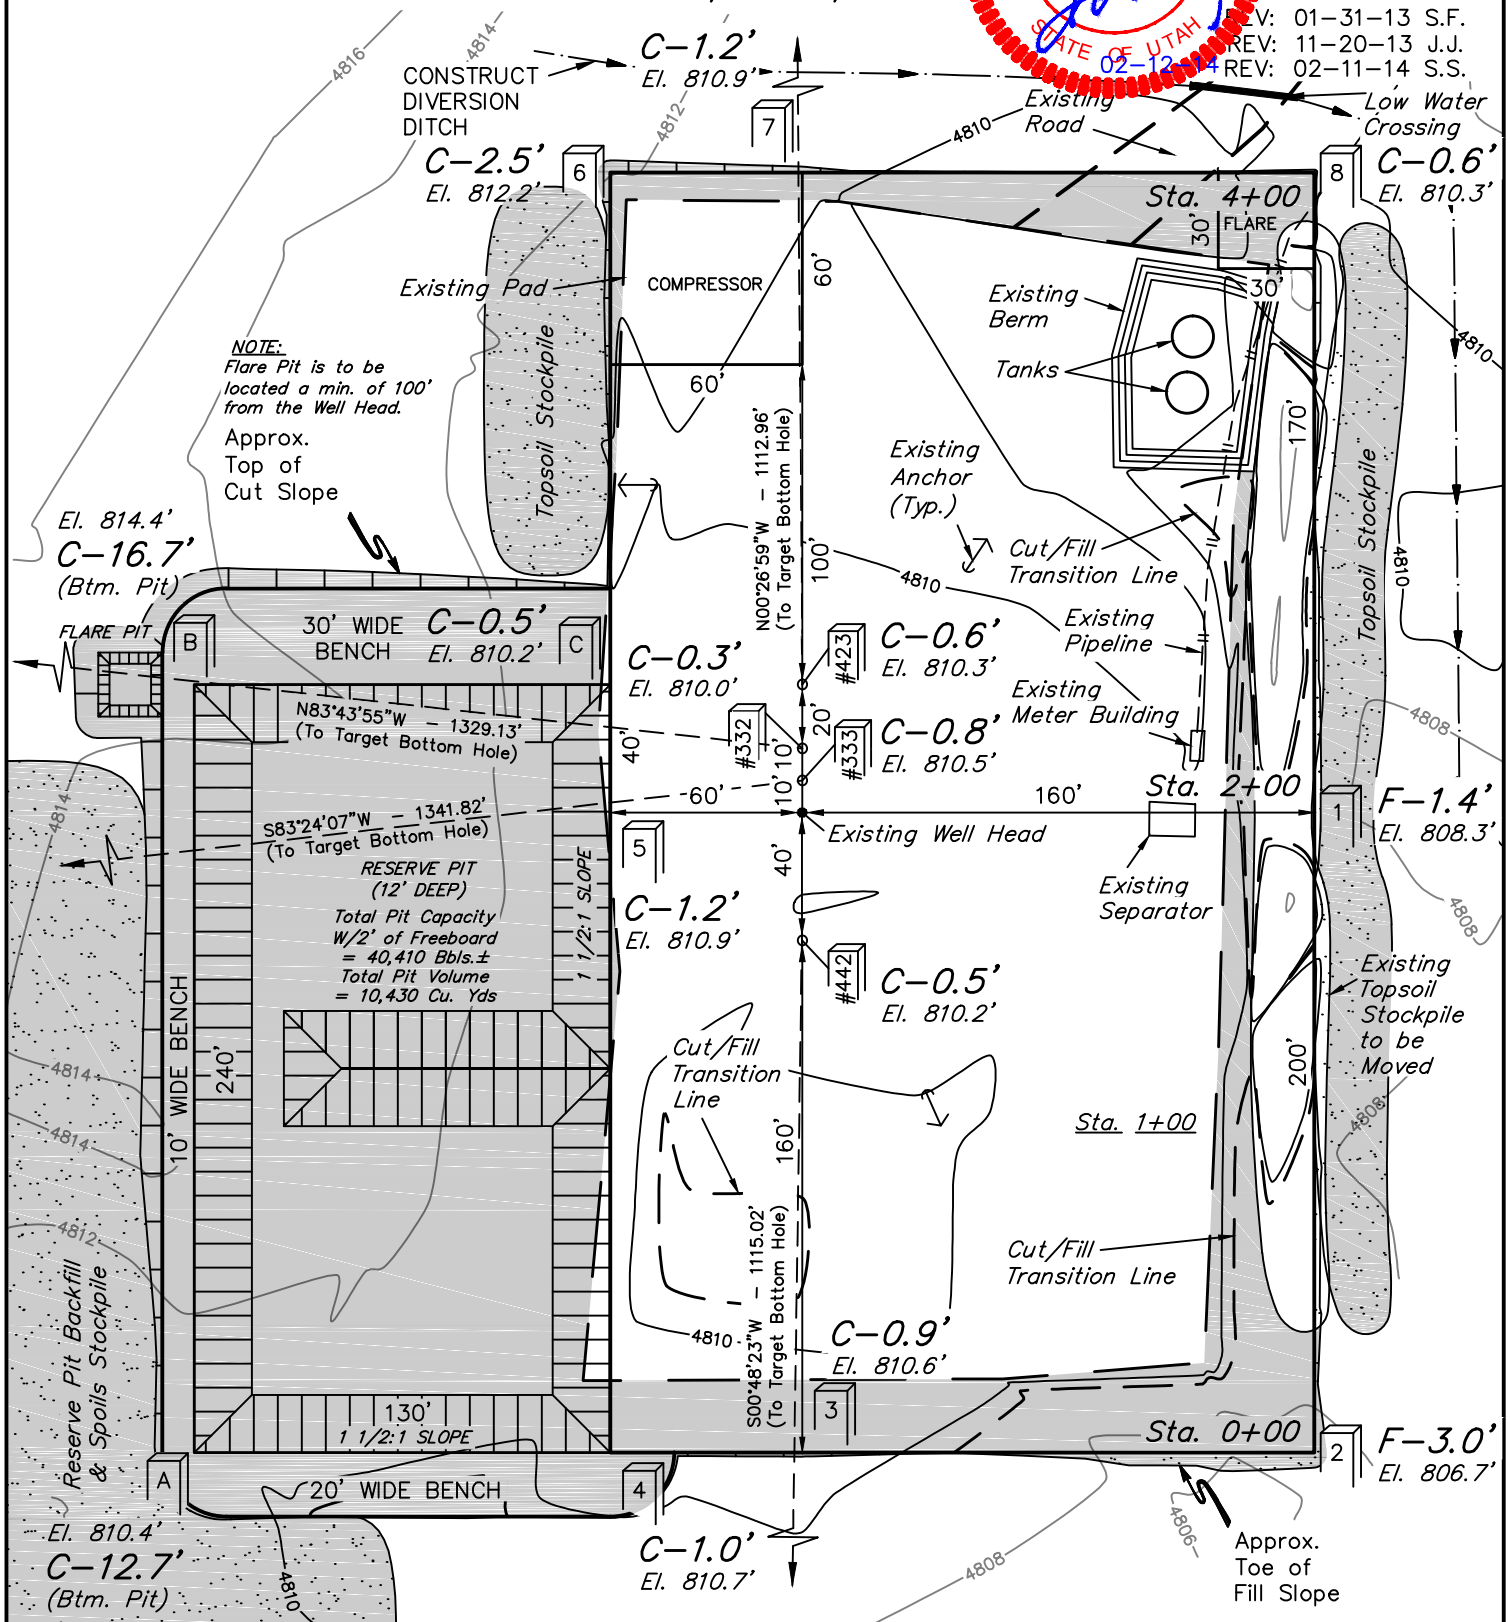 REV: 01-31-13 S.F.
REV: 11-20-13 J.J.
REV: 02-11-14 S.S.
STATE OF UTAH
02-12-14
4816
4814
CONSTRUCT
DIVERSION
DITCH
C-1.2'
El. 810.9'
4812
7
4810
Existing
Road
Low Water
Crossing
C-2.5'
El. 812.2'
6
8
C-0.6'
El. 810.3'
Sta. 4+00
30'
FLARE
30'
Existing Pad
COMPRESSOR
60'
60'
Existing
Berm
Tanks
4810
NOTE:
Flare Pit is to be
located a min. of 100'
from the Well Head.
Topsoil Stockpile
Approx.
Top of
Cut Slope
N00°26'59"W - 1112.96'
(To Target Bottom Hole)
100'
Existing
Anchor
(Typ.)
170'
Topsoil Stockpile
Cut/Fill
Transition Line
4810
4810
El. 814.4'
C-16.7'
(Btm. Pit)
FLARE PIT
B
30' WIDE
BENCH
C-0.5'
El. 810.2'
C
C-0.3'
El. 810.0'
#423
C-0.6'
El. 810.3'
Existing
Pipeline
Existing
Meter Building
N83°43'55"W - 1329.13'
(To Target Bottom Hole)
40'
#332
10'
20'
#333
C-0.8'
El. 810.5'
4808
4814
S83°24'07"W - 1341.82'
(To Target Bottom Hole)
60'
10'
160'
Sta. 2+00
1
F-1.4'
El. 808.3'
Existing Well Head
5
40'
RESERVE PIT
(12' DEEP)
Total Pit Capacity
W/2' of Freeboard
= 40,410 Bbls.±
Total Pit Volume
= 10,430 Cu. Yds
1 1/2:1 SLOPE
C-1.2'
El. 810.9'
Existing
Separator
4808
#442
C-0.5'
El. 810.2'
Existing
Topsoil
Stockpile
to be
Moved
10' WIDE BENCH
240'
4814
4814
4812
Cut/Fill
Transition
Line
160'
Sta. 1+00
200'
4808
S00°48'23"W - 1115.02'
(To Target Bottom Hole)
Cut/Fill
Transition Line
Reserve Pit Backfill
& Spoils Stockpile
4810
C-0.9'
El. 810.6'
3
130'
1 1/2:1 SLOPE
Sta. 0+00
2
F-3.0'
El. 806.7'
A
20' WIDE BENCH
4
El. 810.4'
C-12.7'
(Btm. Pit)
4810
C-1.0'
El. 810.7'
4808
4806
Approx.
Toe of
Fill Slope